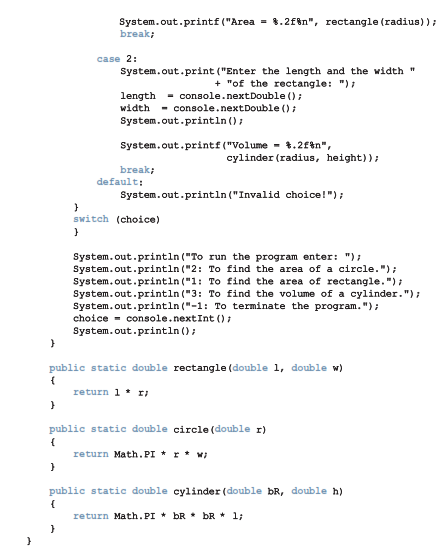 System.out.printf("Area = %.2f%n", rectangle(radius));
break;
case 2:
System.out.print("Enter the length and the width "
+ "of the rectangle: ");
length = console.nextDouble();
width = console.nextDouble();
System.out.println();
System.out.printf("Volume = %.2f%n",
cylinder(radius, height));
break;
default:
System.out.println("Invalid choice!");
}
switch (choice)
}
System.out.println("To run the program enter: ");
System.out.println("2: To find the area of a circle.");
System.out.println("1: To find the area of rectangle.");
System.out.println("3: To find the volume of a cylinder.");
System.out.println("-1: To terminate the program.");
choice = console.nextInt();
System.out.println();
}
public static double rectangle(double l, double w)
{
return l * r;
}
public static double circle(double r)
{
return Math.PI * r * w;
}
public static double cylinder(double bR, double h)
{
return Math.PI * bR * bR * l;
}
}